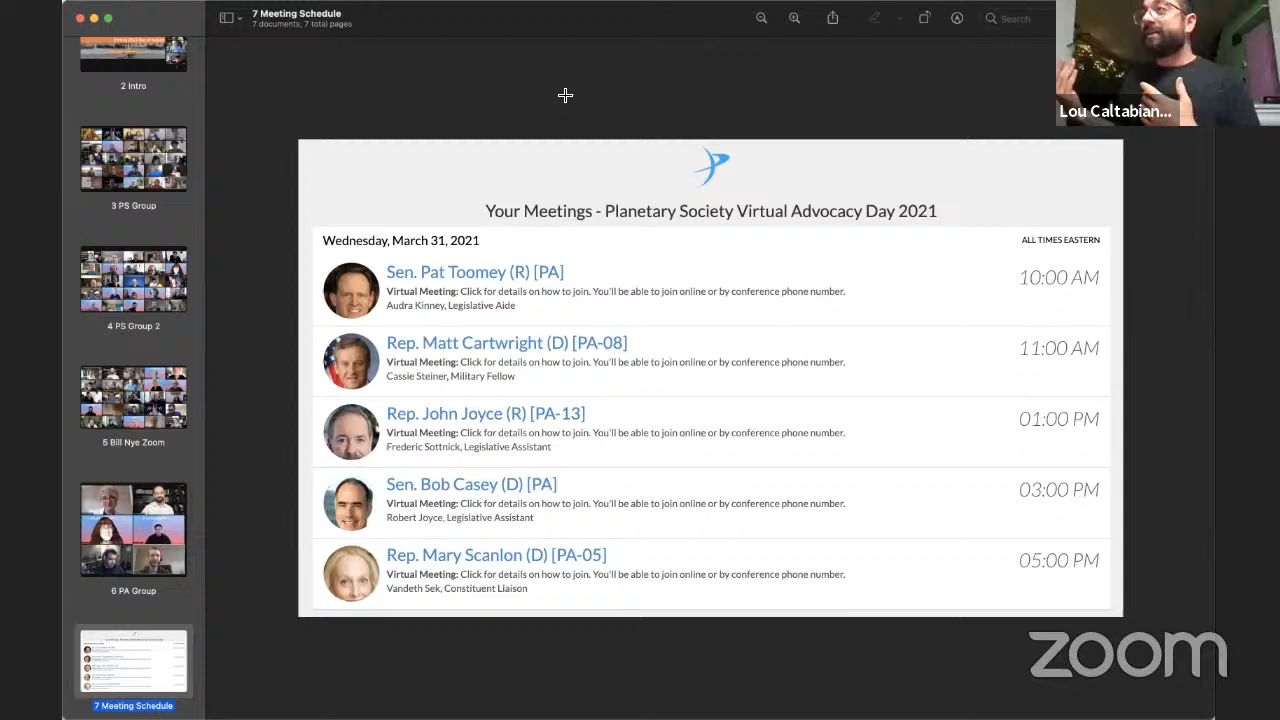 7 Meeting Schedule
7 documents, 7 total pages
Search
Lou Caltabian...
2 Intro
3 PS Group
4 PS Group 2
5 Bill Nye Zoom
6 PA Group
7 Meeting Schedule
Your Meetings - Planetary Society Virtual Advocacy Day 2021
Wednesday, March 31, 2021
ALL TIMES EASTERN
Sen. Pat Toomey (R) [PA]
10:00 AM
Virtual Meeting: Click for details on how to join. You'll be able to join online or by conference phone number.
Audra Kinney, Legislative Aide
Rep. Matt Cartwright (D) [PA-08]
11:00 AM
Virtual Meeting: Click for details on how to join. You'll be able to join online or by conference phone number.
Cassie Steiner, Military Fellow
Rep. John Joyce (R) [PA-13]
01:00 PM
Virtual Meeting: Click for details on how to join. You'll be able to join online or by conference phone number.
Frederic Sottnick, Legislative Assistant
Sen. Bob Casey (D) [PA]
03:00 PM
Virtual Meeting: Click for details on how to join. You'll be able to join online or by conference phone number.
Robert Joyce, Legislative Assistant
Rep. Mary Scanlon (D) [PA-05]
05:00 PM
Virtual Meeting: Click for details on how to join. You'll be able to join online or by conference phone number.
Vandeth Sek, Constituent Liaison
zoom